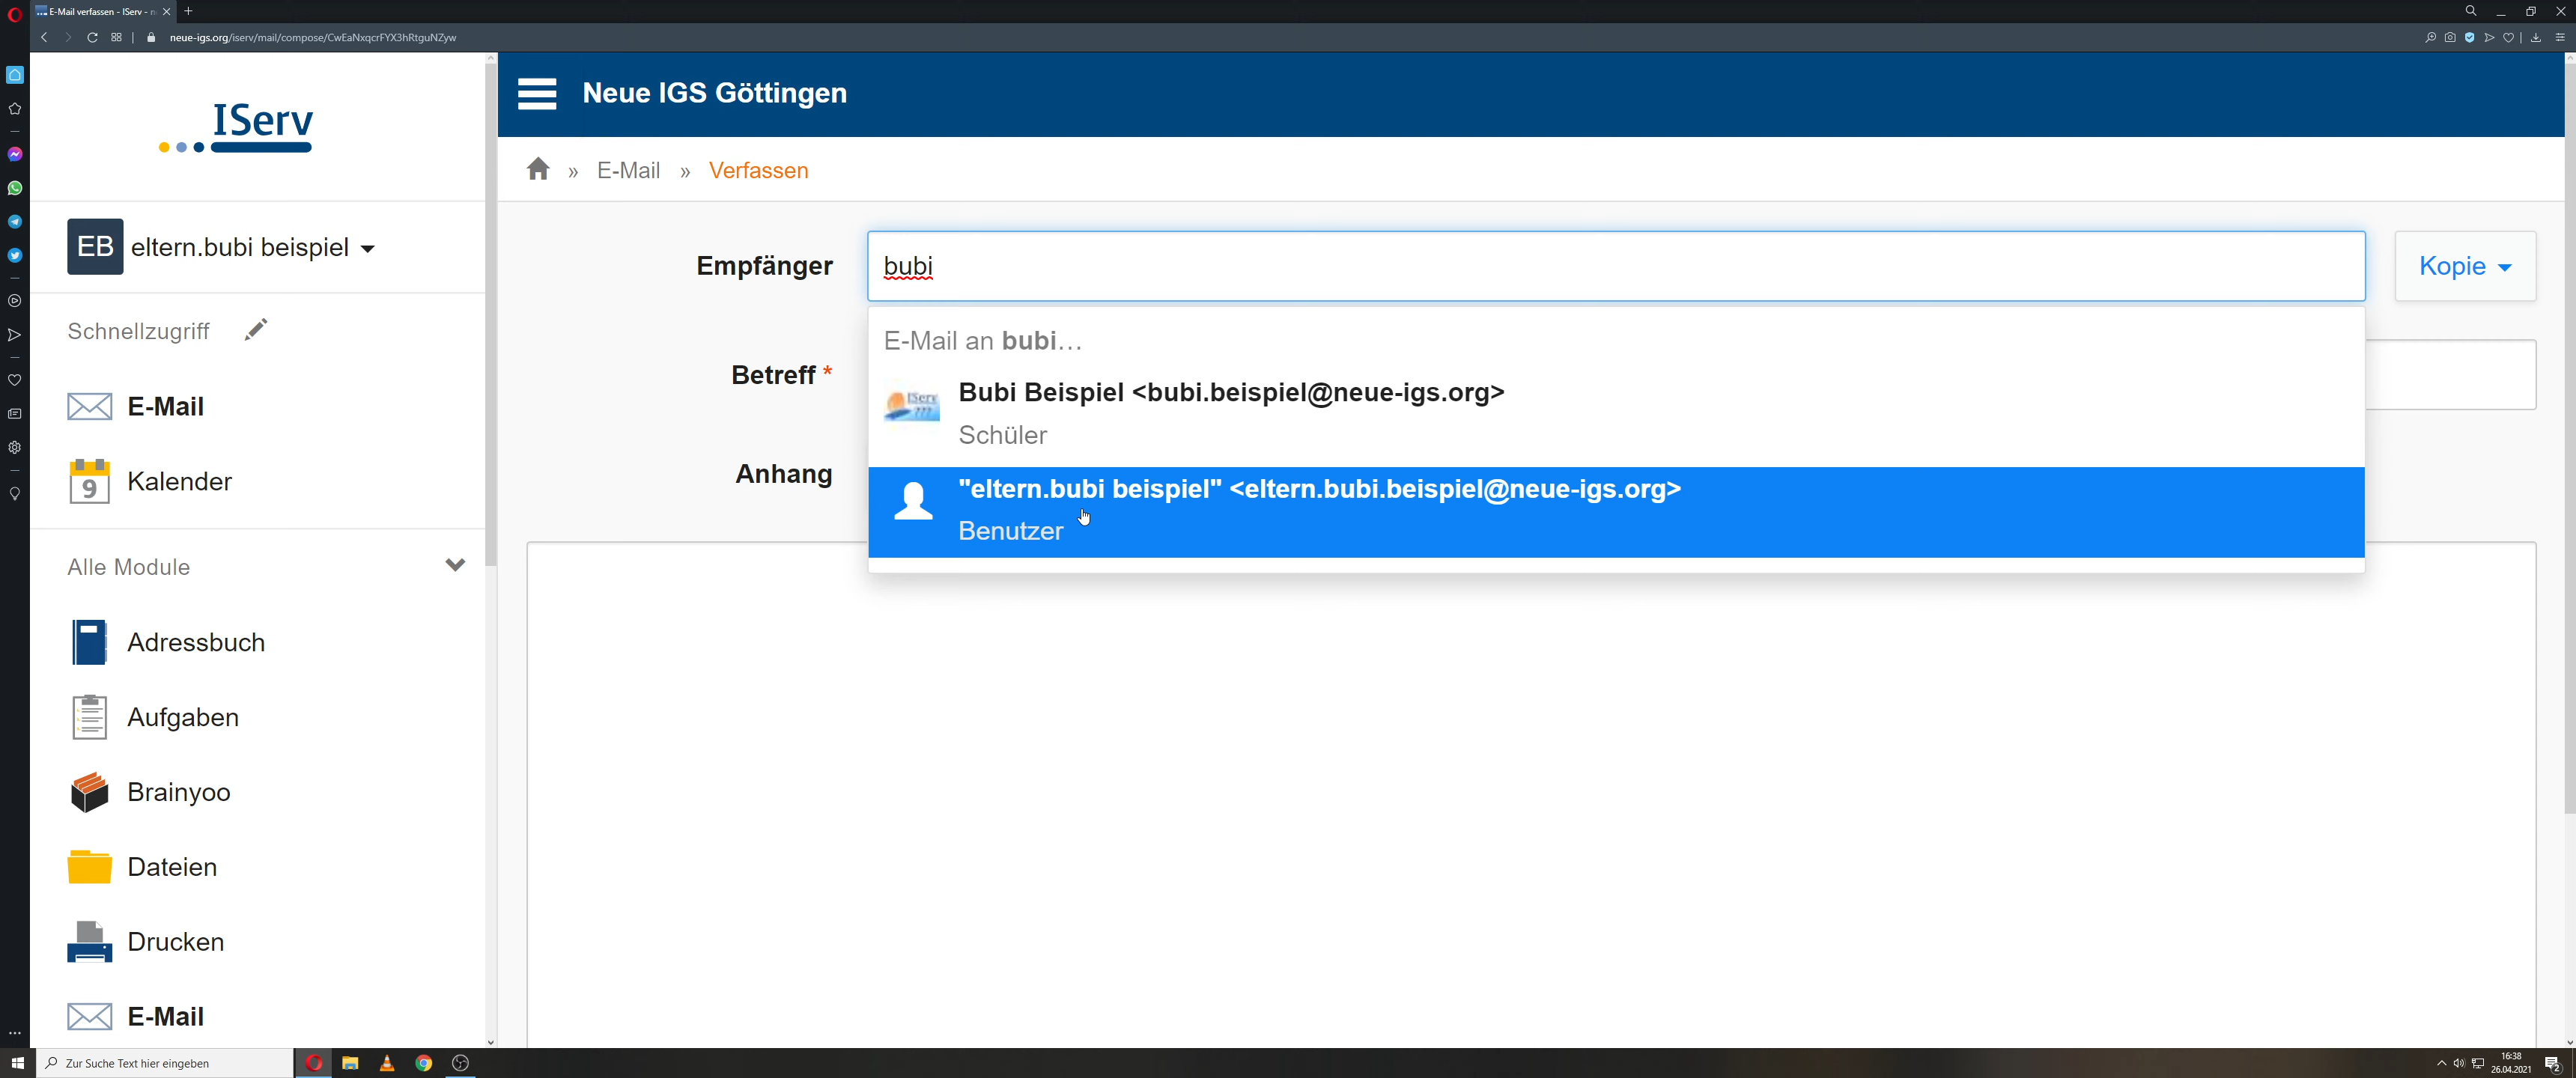 E-Mail verfassen - IServ - n
neue-igs.org/iserv/mail/compose/CwEaNxqcrFYX3hRtguNZyw
IServ
Neue IGS Göttingen
E-Mail » Verfassen
»
EB eltern.bubi beispiel
Schnellzugriff
E-Mail
9 Kalender
Alle Module
Adressbuch
Aufgaben
Brainyoo
Dateien
Drucken
E-Mail
Empfänger
bubi
Kopie
E-Mail an bubi…
Bubi Beispiel <bubi.beispiel@neue-igs.org>
IServ
???
Schüler
"eltern.bubi beispiel" <eltern.bubi.beispiel@neue-igs.org>
Benutzer
Betreff *
Anhang
Zur Suche Text hier eingeben
16:38
26.04.2021
2